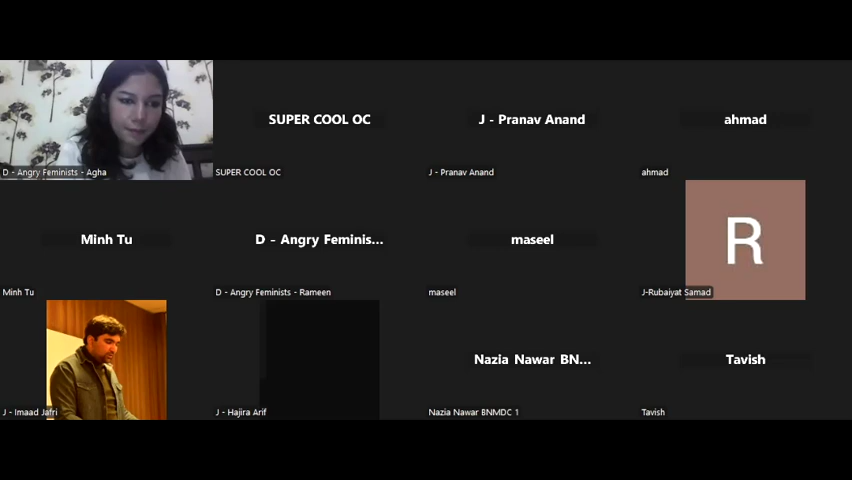 SUPER COOL OC
J - Pranav Anand
ahmad
D - Angry Feminists - Agha
SUPER COOL OC
J - Pranav Anand
ahmad
Minh Tu
D - Angry Feminis...
maseel
R
Minh Tu
D - Angry Feminists - Rameen
maseel
J-Rubaiyat Samad
Nazia Nawar BN...
Tavish
J - Imaad Jafri
J - Hajira Arif
Nazia Nawar BNMDC 1
Tavish